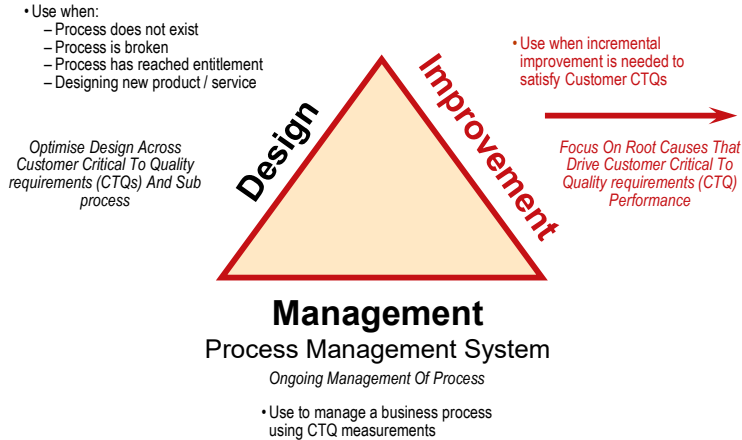 • Use when:
– Process does not exist
– Process is broken
– Process has reached entitlement
– Designing new product / service
Optimise Design Across
Customer Critical To Quality
requirements (CTQs) And Sub
process
Design
Improvement
• Use when incremental
improvement is needed to
satisfy Customer CTQs
Focus On Root Causes That
Drive Customer Critical To
Quality requirements (CTQ)
Performance
Management
Process Management System
Ongoing Management Of Process
• Use to manage a business process
using CTQ measurements